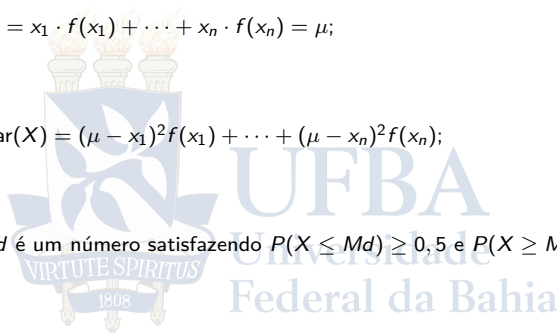 = x₁ · f(x₁) + ⋯ + xₙ · f(xₙ) = μ;
ar(X) = (μ − x₁)²f(x₁) + ⋯ + (μ − xₙ)²f(xₙ);
UFBA
d é um número satisfazendo P(X ≤ Md) ≥ 0, 5 e P(X ≥ M
Universidade
VIRTUTE SPIRITUS
1808
Federal da Bahia